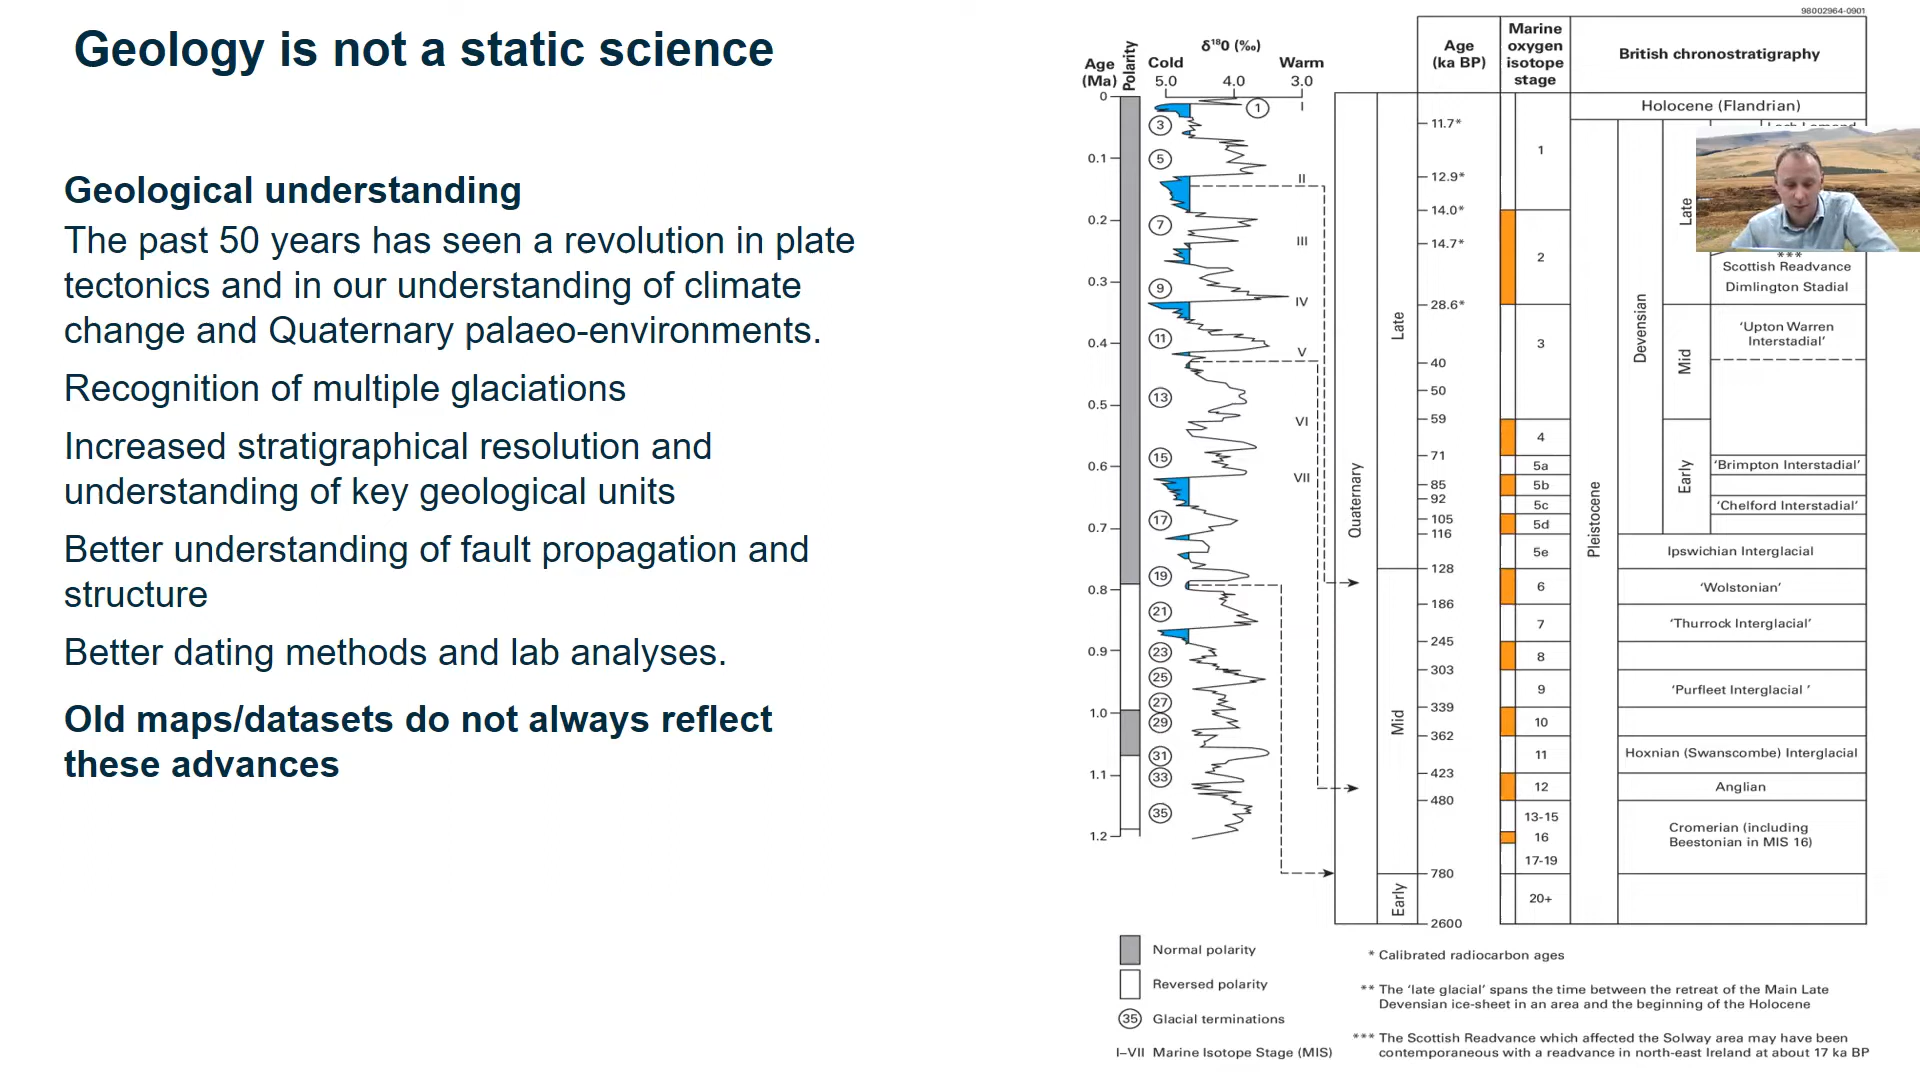 Geology is not a static science
Geological understanding
The past 50 years has seen a revolution in plate
tectonics and in our understanding of climate
change and Quaternary palaeo-environments.
Recognition of multiple glaciations
Increased stratigraphical resolution and
understanding of key geological units
Better understanding of fault propagation and
structure
Better dating methods and lab analyses.
Old maps/datasets do not always reflect
these advances
98002964-0901
Age
(Ma)
Polarity
δ¹⁸O (‰)
Cold
Warm
5.0
4.0
3.0
0
0.1
0.2
0.3
0.4
0.5
0.6
0.7
0.8
0.9
1.0
1.1
1.2
1
3
5
7
9
11
13
15
17
19
21
23
25
27
29
31
33
35
I
II
III
IV
V
VI
VII
Age
(ka BP)
Marine
oxygen
isotope
stage
British chronostratigraphy
Quaternary
Late
Mid
Early
11.7*
12.9*
14.0*
14.7*
28.6*
40
50
59
71
85
92
105
116
128
186
245
303
339
362
423
480
780
2600
1
2
3
4
5a
5b
5c
5d
5e
6
7
8
9
10
11
12
13-15
16
17-19
20+
Pleistocene
Holocene (Flandrian)
Devensian
Late
Mid
Early
***
Scottish Readvance
Dimlington Stadial
‘Upton Warren
Interstadial’
‘Brimpton Interstadial’
‘Chelford Interstadial’
Ipswichian Interglacial
‘Wolstonian’
‘Thurrock Interglacial’
‘Purfleet Interglacial ’
Hoxnian (Swanscombe) Interglacial
Anglian
Cromerian (including
Beestonian in MIS 16)
Normal polarity
Reversed polarity
35 Glacial terminations
I–VII Marine Isotope Stage (MIS)
* Calibrated radiocarbon ages
** The ‘late glacial’ spans the time between the retreat of the Main Late
Devensian ice-sheet in an area and the beginning of the Holocene
*** The Scottish Readvance which affected the Solway area may have been
contemporaneous with a readvance in north-east Ireland at about 17 ka BP